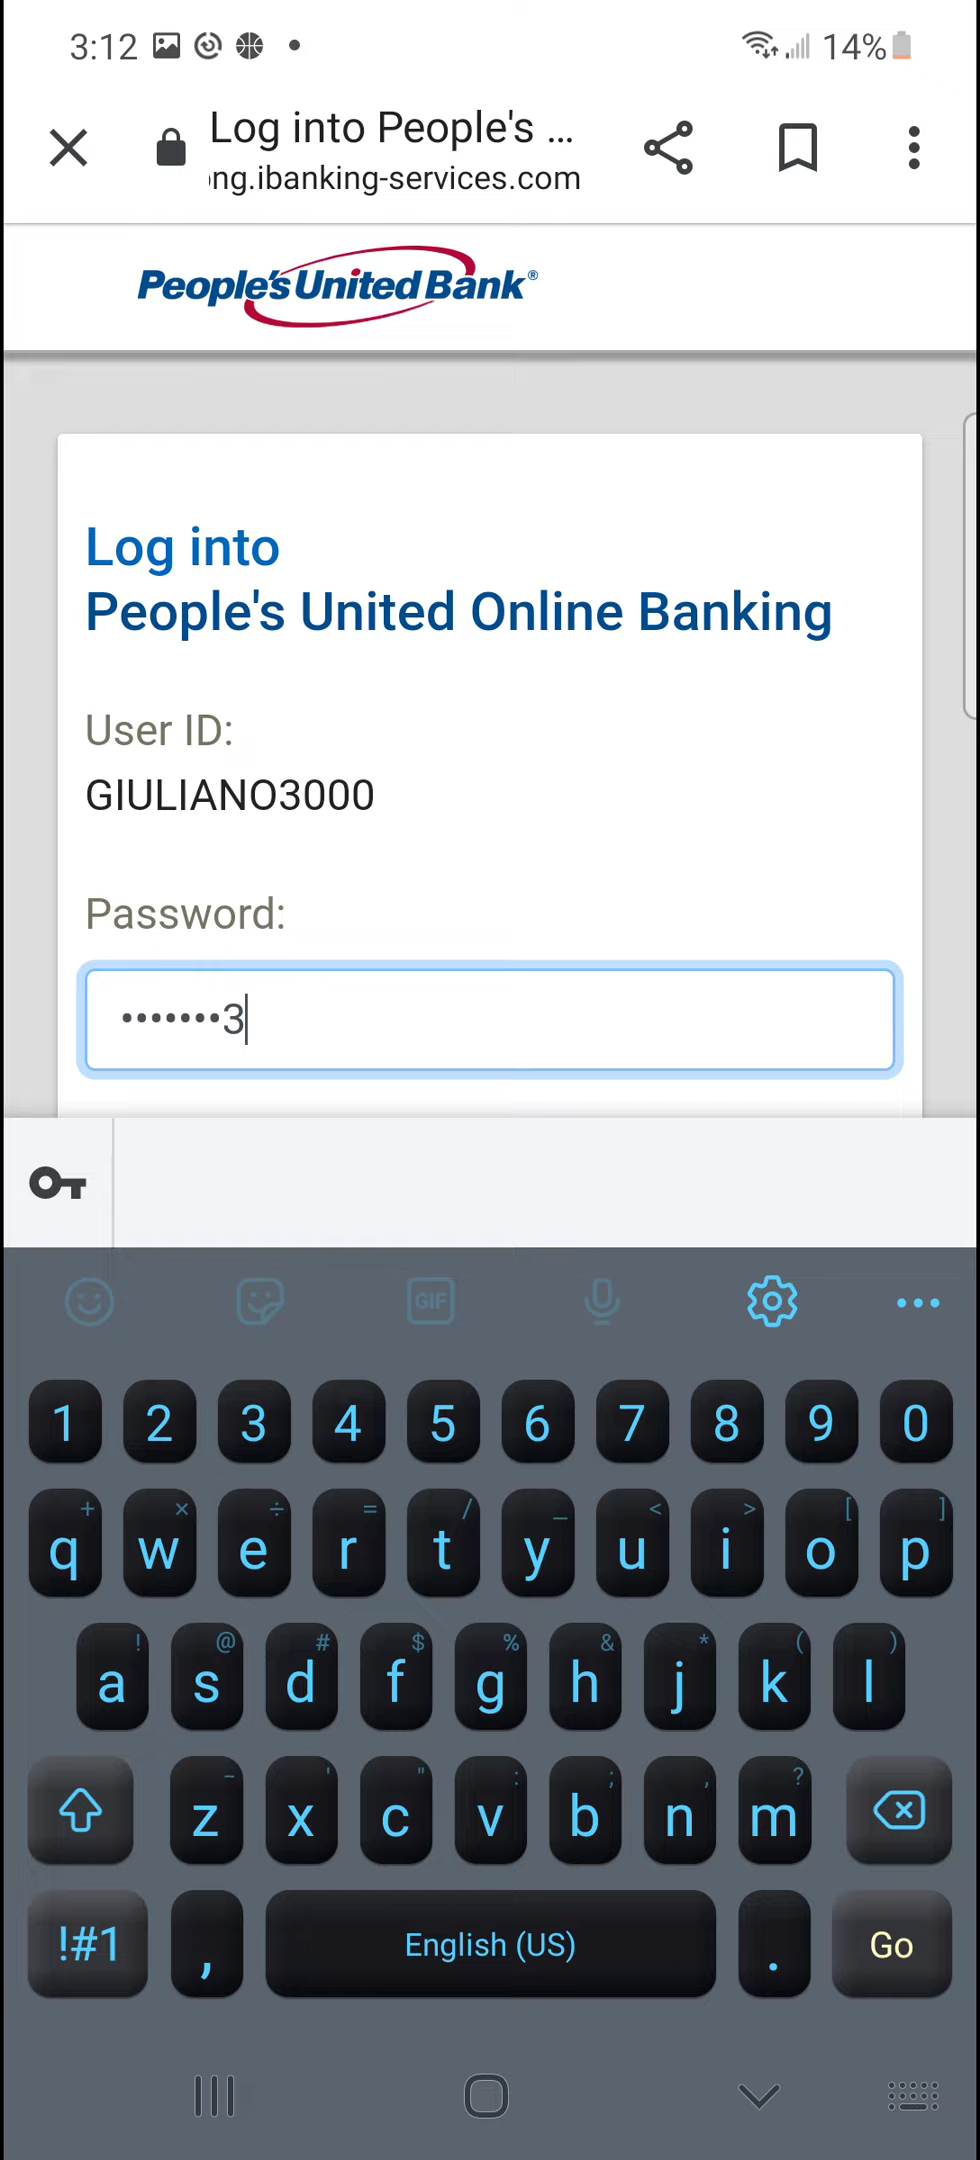 3:12 14%
Log into People's ...
ng.ibanking-services.com
People's United Bank®
Log into
People's United Online Banking
User ID:
GIULIANO3000
Password:
•••••••3
GIF
1 2 3 4 5 6 7 8 9 0
+ × ÷ = / _ < > [ ]
q w e r t y u i o p
! @ # $ % & * ( )
a s d f g h j k l
- ' " : ; , ?
z x c v b n m
!#1 , English (US) . Go